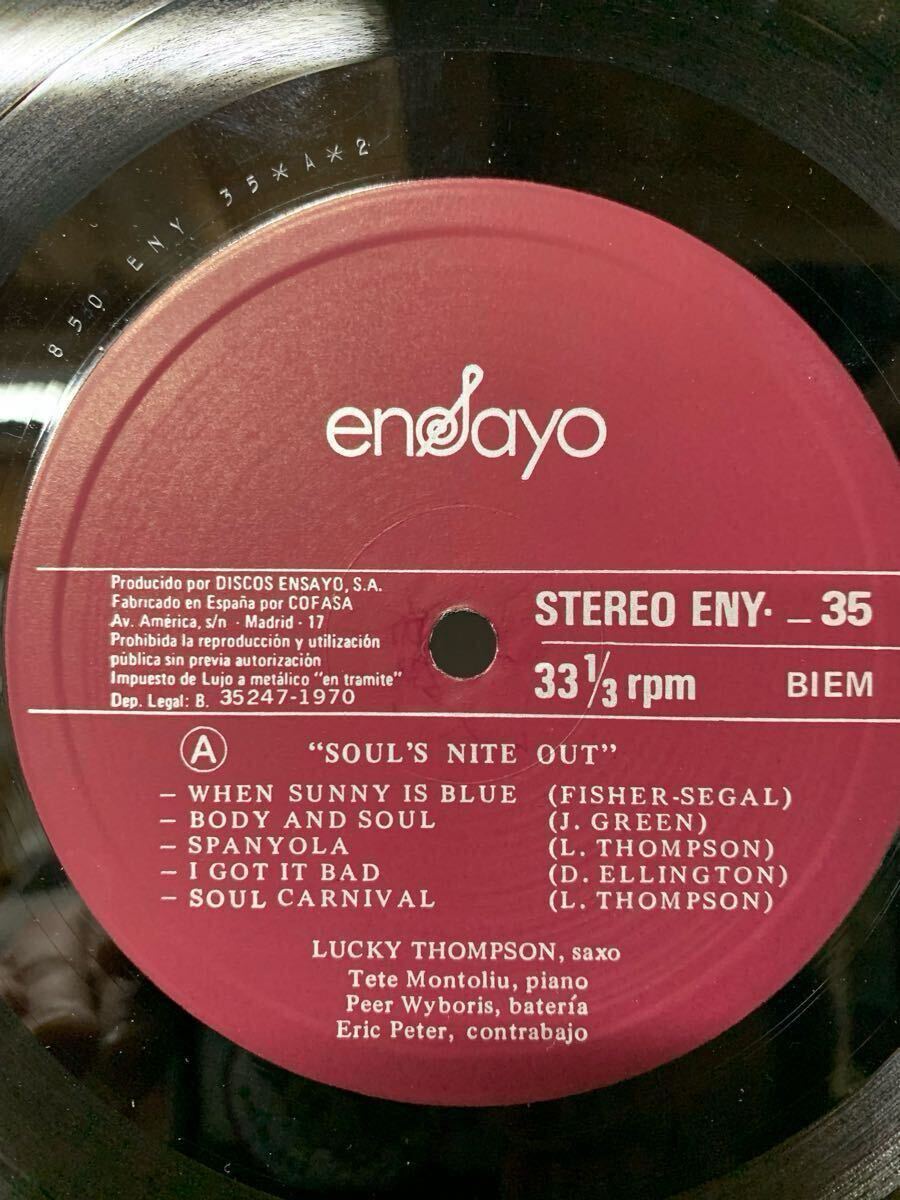 850 ENY 35*A*2
ensayo
Producido por DISCOS ENSAYO, S.A.
Fabricado en España por COFASA
Av. América, s/n · Madrid - 17
Prohibida la reproducción y utilización
pública sin previa autorización
Impuesto de Lujo a metálico "en tramite"
Dep. Legal: B. 35247-1970
STEREO ENY· _ 35
33 1/3 rpm
BIEM
A "SOUL'S NITE OUT"
– WHEN SUNNY IS BLUE (FISHER-SEGAL)
– BODY AND SOUL (J. GREEN)
– SPANYOLA (L. THOMPSON)
– I GOT IT BAD (D. ELLINGTON)
– SOUL CARNIVAL (L. THOMPSON)
LUCKY THOMPSON, saxo
Tete Montoliu, piano
Peer Wyboris, batería
Eric Peter, contrabajo